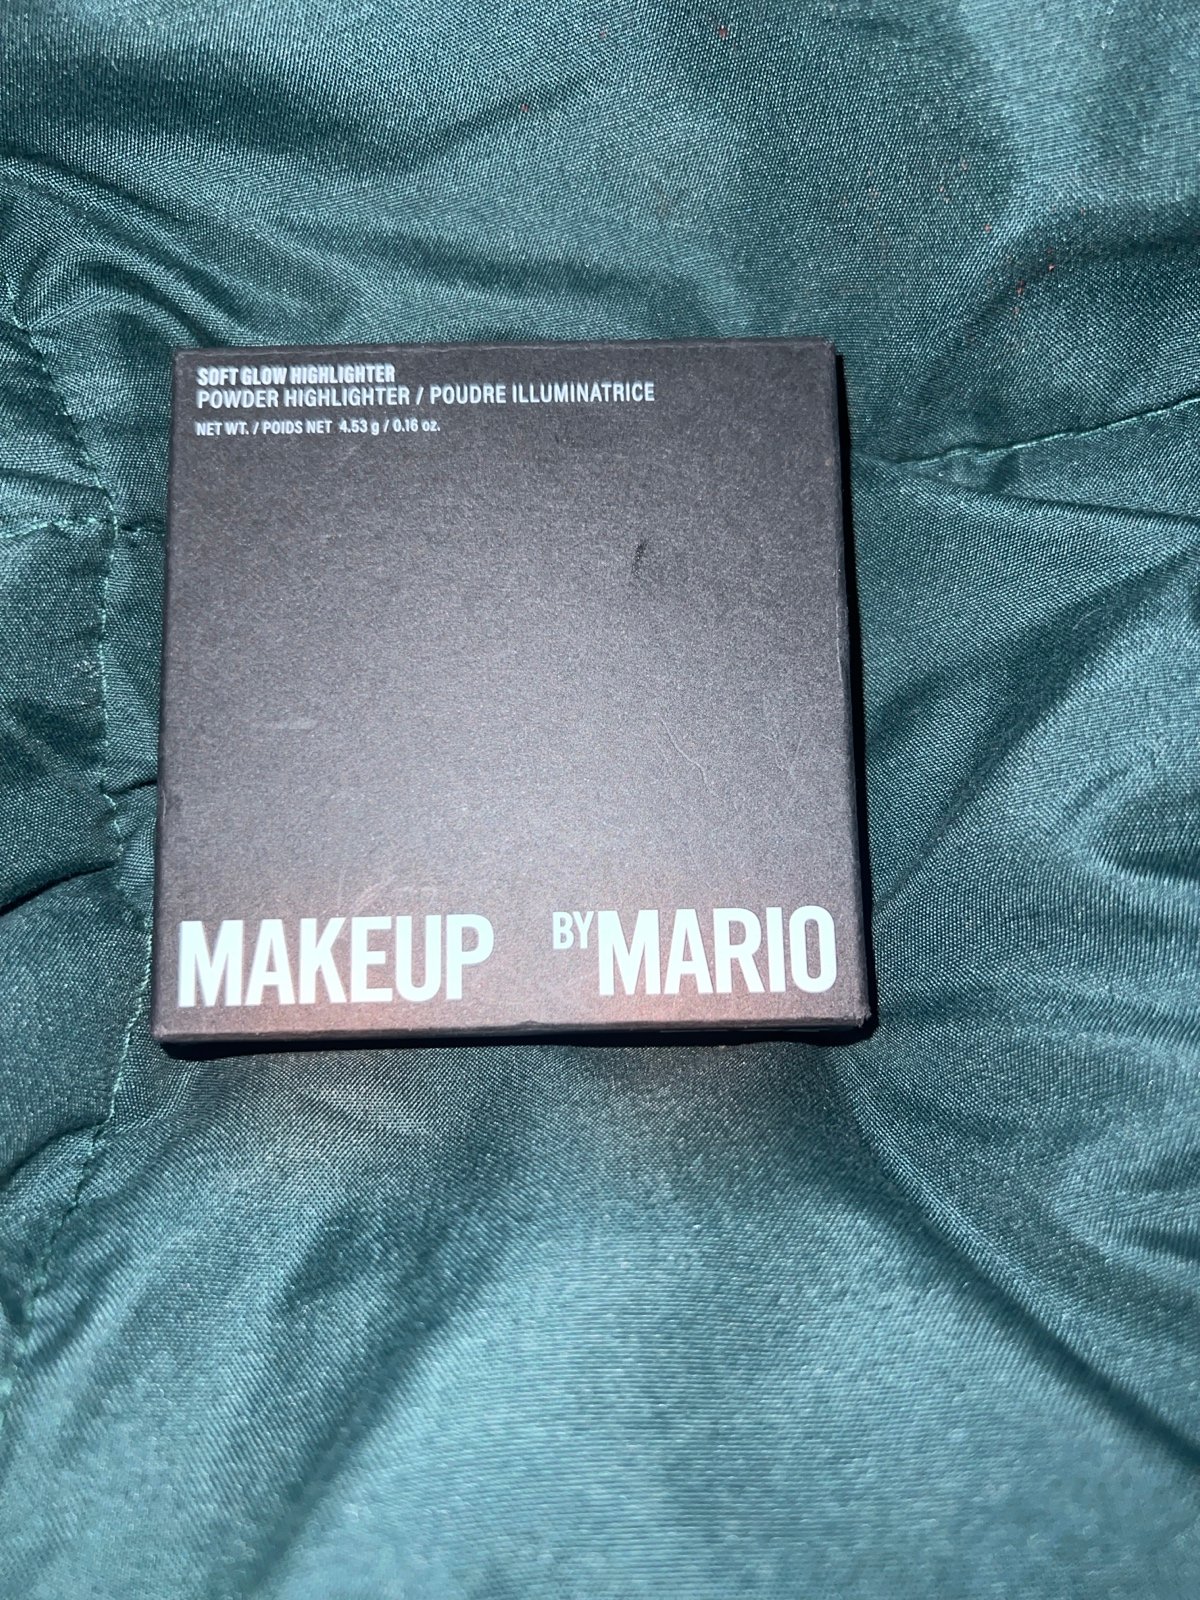 SOFT GLOW HIGHLIGHTER
POWDER HIGHLIGHTER / POUDRE ILLUMINATRICE
NET WT. / POIDS NET 4.53 g / 0.16 oz.
MAKEUP BY MARIO